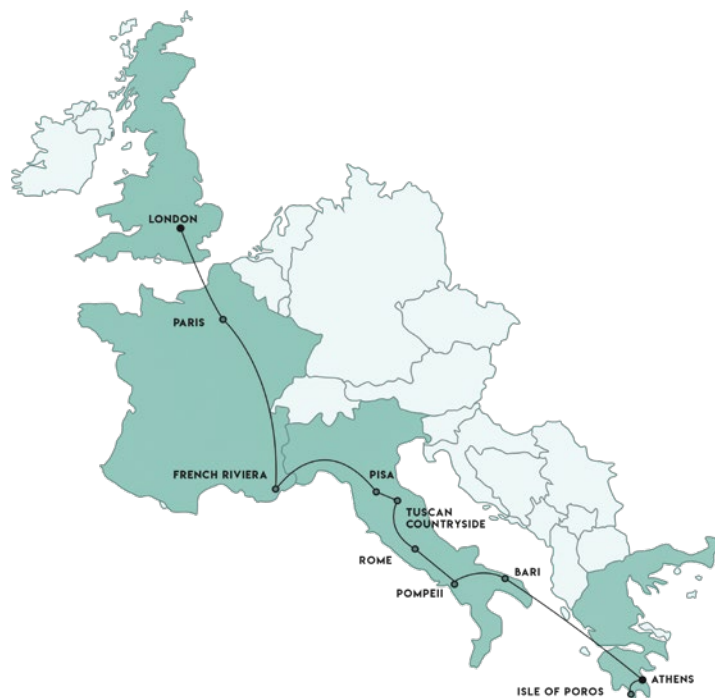 LONDON
PARIS
FRENCH RIVIERA
PISA
TUSCAN
COUNTRYSIDE
ROME
BARI
POMPEII
ATHENS
ISLE OF POROS